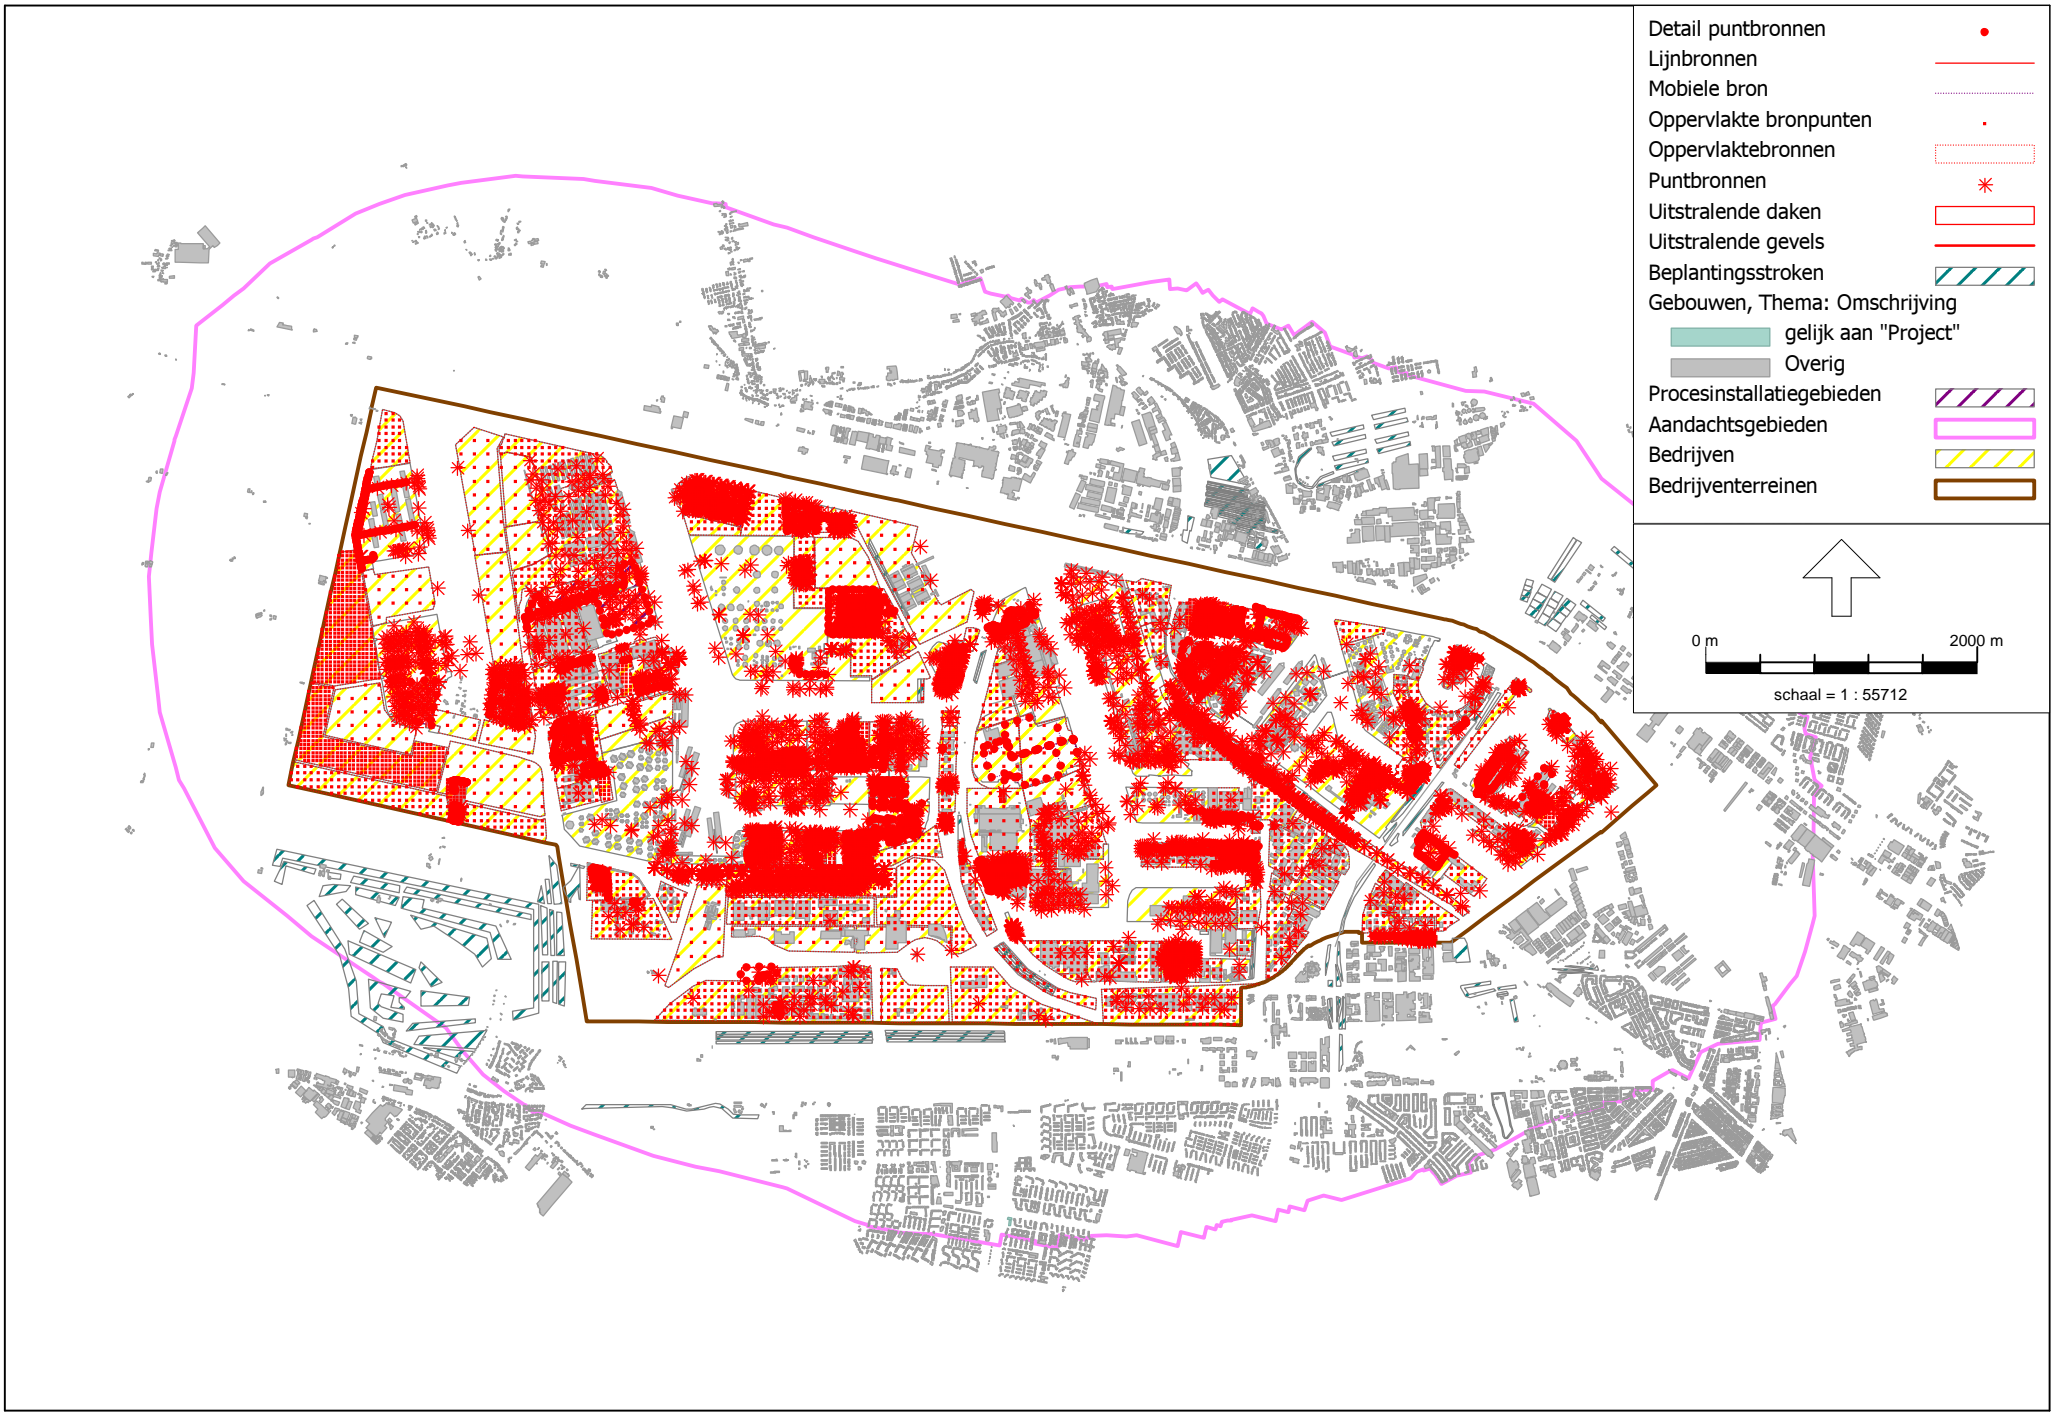 Detail puntbronnen
Lijnbronnen
Mobiele bron
Oppervlakte bronpunten
Oppervlaktebronnen
Puntbronnen
Uitstralende daken
Uitstralende gevels
Beplantingsstroken
Gebouwen, Thema: Omschrijving
gelijk aan "Project"
Overig
Procesinstallatiegebieden
Aandachtsgebieden
Bedrijven
Bedrijventerreinen
0 m 2000 m
schaal = 1 : 55712